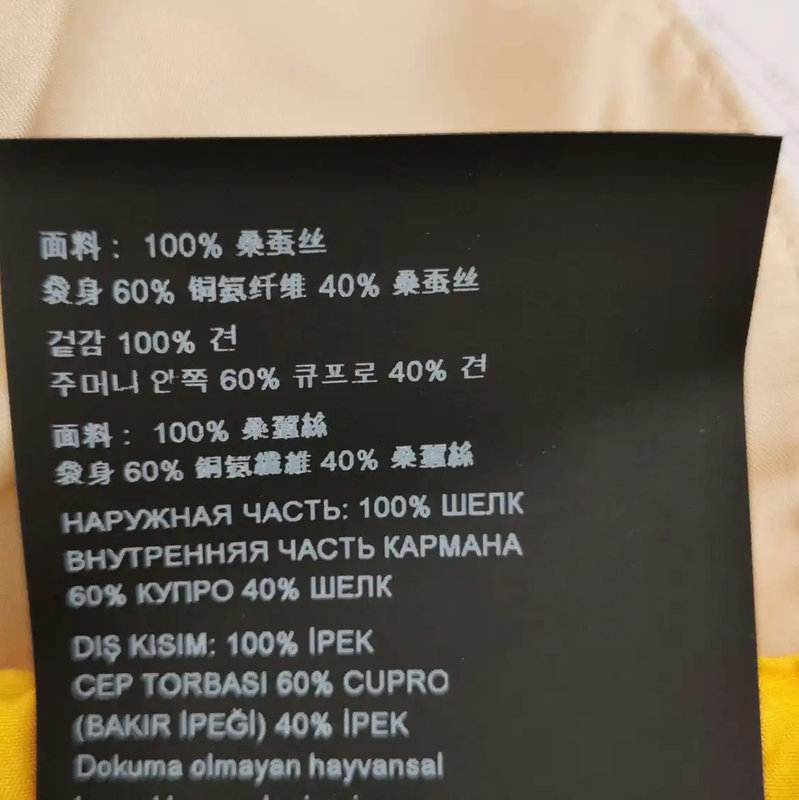 面料： 100% 桑蚕丝
袋身 60% 铜氨纤维 40% 桑蚕丝
겉감 100% 견
주머니 안쪽 60% 큐프로 40% 견
面料： 100% 桑蠶絲
袋身 60% 銅氨纖維 40% 桑蠶絲
НАРУЖНАЯ ЧАСТЬ: 100% ШЕЛК
ВНУТРЕННЯЯ ЧАСТЬ КАРМАНА
60% КУПРО 40% ШЕЛК
DIŞ KISIM: 100% İPEK
CEP TORBASI 60% CUPRO
(BAKIR İPEĞİ) 40% İPEK
Dokuma olmayan hayvansal